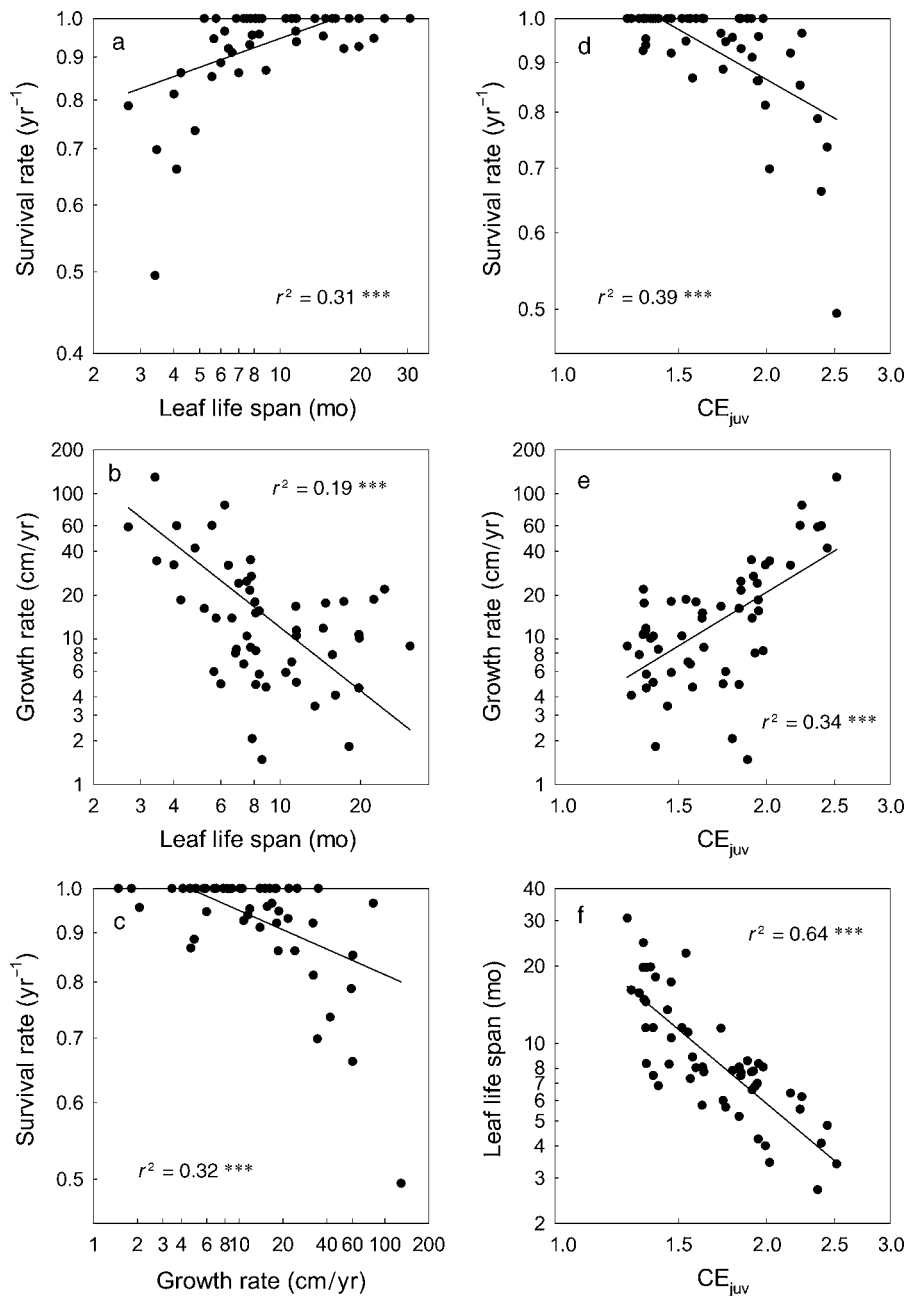 a
1.0
0.9
0.8
0.7
0.6
0.5
0.4
Survival rate (yr⁻¹)
r² = 0.31 ***
2 3 4 5 6 7 8 10 20 30
Leaf life span (mo)
d
1.0
0.9
0.8
0.7
0.6
0.5
Survival rate (yr⁻¹)
r² = 0.39 ***
1.0 1.5 2.0 2.5 3.0
CE juv
b
200
100
60
40
20
10
6
4
3
2
1
Growth rate (cm/yr)
r² = 0.19 ***
2 3 4 6 8 10 20
Leaf life span (mo)
e
200
100
60
40
20
10
6
4
3
2
1
Growth rate (cm/yr)
r² = 0.34 ***
1.0 1.5 2.0 2.5 3.0
CE juv
c
1.0
0.9
0.8
0.7
0.6
0.5
Survival rate (yr⁻¹)
r² = 0.32 ***
1 2 3 4 6 8 10 20 40 60 100 200
Growth rate (cm/yr)
f
40
30
20
10
8
7
6
5
4
3
2
Leaf life span (mo)
r² = 0.64 ***
1.0 1.5 2.0 2.5 3.0
CE juv